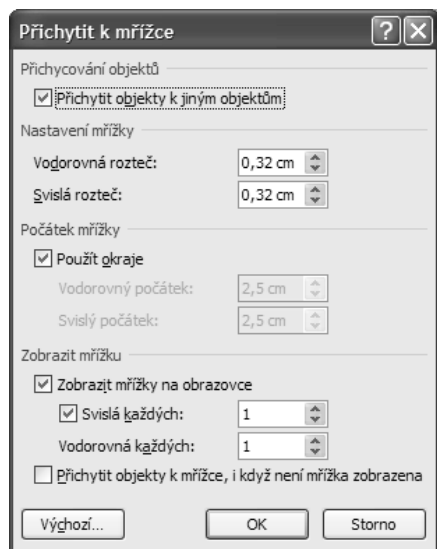 Přichytit k mřížce
Přichycování objektů
Přichytit objekty k jiným objektům
Nastavení mřížky
Vodorovná rozteč: 0,32 cm
Svislá rozteč: 0,32 cm
Počátek mřížky
Použít okraje
Vodorovný počátek: 2,5 cm
Svislý počátek: 2,5 cm
Zobrazit mřížku
Zobrazit mřížky na obrazovce
Svislá každých: 1
Vodorovná každých: 1
Přichytit objekty k mřížce, i když není mřížka zobrazena
Výchozí... OK Storno